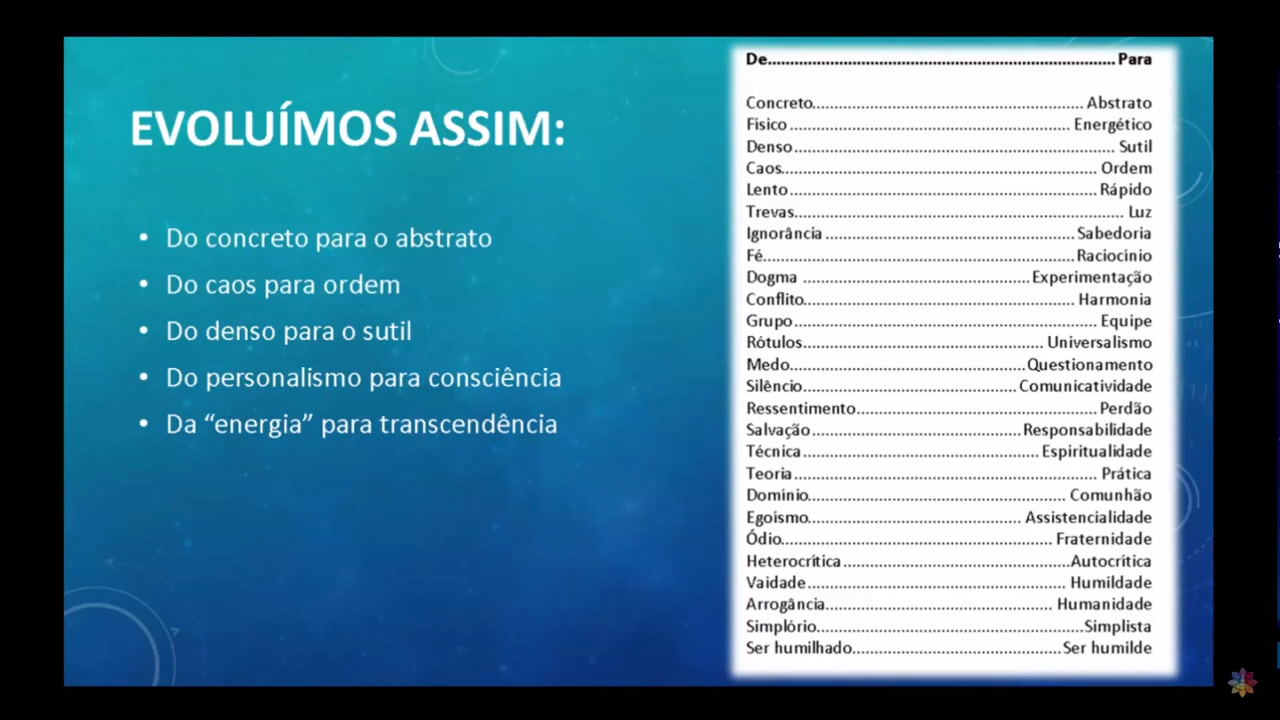 EVOLUÍMOS ASSIM:
• Do concreto para o abstrato
• Do caos para ordem
• Do denso para o sutil
• Do personalismo para consciência
• Da “energia” para transcendência
De........................................................................ Para
Concreto........................................................ Abstrato
Físico .......................................................... Energético
Denso.................................................................. Sutil
Caos.................................................................. Ordem
Lento................................................................ Rápido
Trevas.................................................................. Luz
Ignorância .................................................. Sabedoria
Fé................................................................ Raciocínio
Dogma ............................................... Experimentação
Conflito........................................................ Harmonia
Grupo............................................................... Equipe
Rótulos.................................................. Universalismo
Medo.................................................Questionamento
Silêncio............................................ Comunicatividade
Ressentimento.................................................. Perdão
Salvação ...........................................Responsabilidade
Técnica ................................................. Espiritualidade
Teoria ............................................................... Prática
Domínio...................................................... Comunhão
Egoísmo........................................... Assistencialidade
Ódio........................................................ Fraternidade
Heterocrítica ...............................................Autocrítica
Vaidade...................................................... Humildade
Arrogância............................................... Humanidade
Simplório.......................................................Simplista
Ser humilhado...........................................Ser humilde